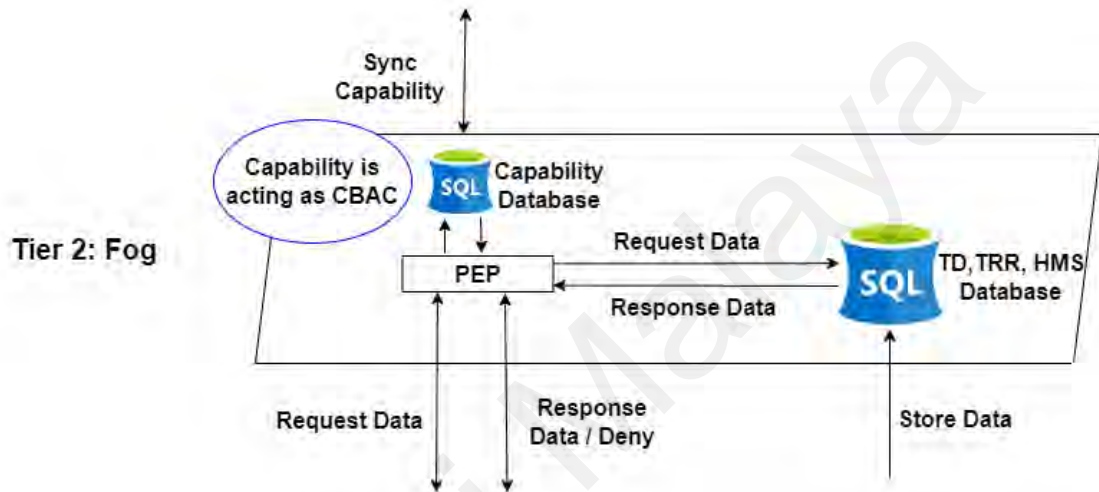 Sync
Capability
Capability is
acting as CBAC
SQL
Capability
Database
Tier 2: Fog
PEP
Request Data
Response Data
SQL
TD,TRR, HMS
Database
Request Data
Response
Data / Deny
Store Data
Malaya